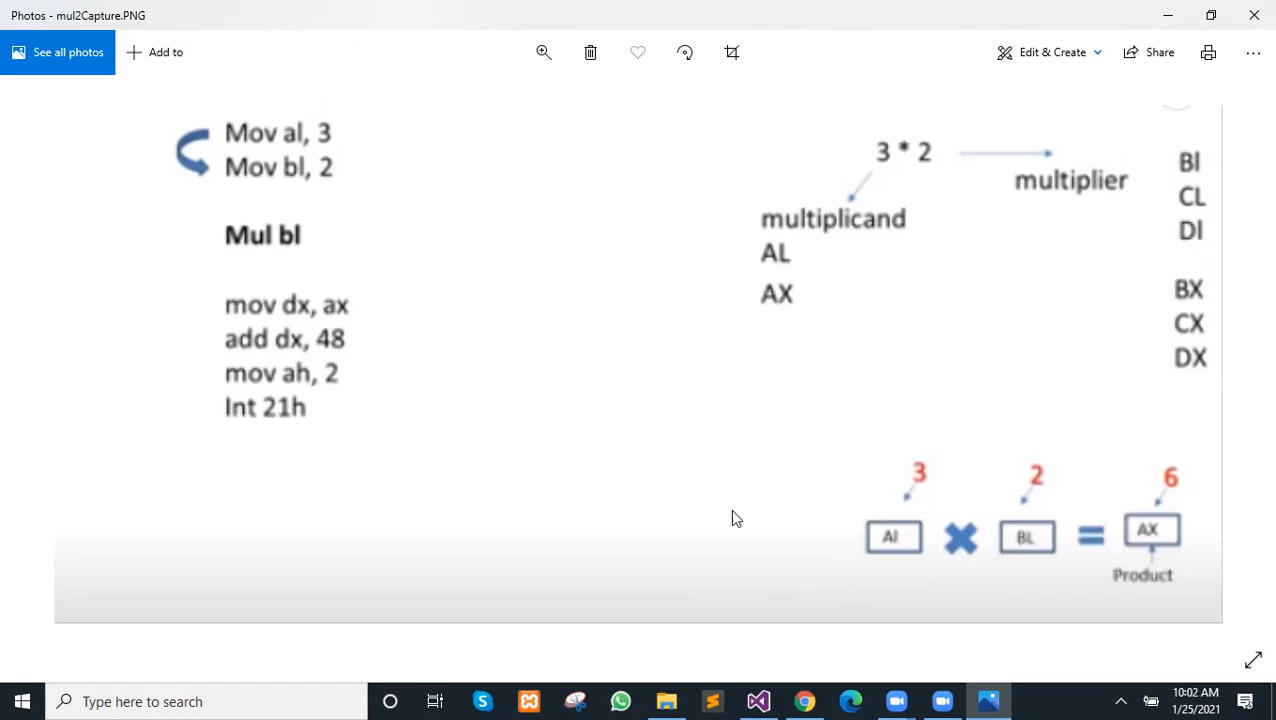 Photos - mul2Capture.PNG
See all photos
Add to
Edit & Create
Share
Mov al, 3
Mov bl, 2
Mul bl
mov dx, ax
add dx, 48
mov ah, 2
Int 21h
3 * 2
multiplier
multiplicand
AL
AX
Bl
CL
Dl
BX
CX
DX
3
2
6
Al
BL
=
AX
Product
Type here to search
10:02 AM
1/25/2021
3